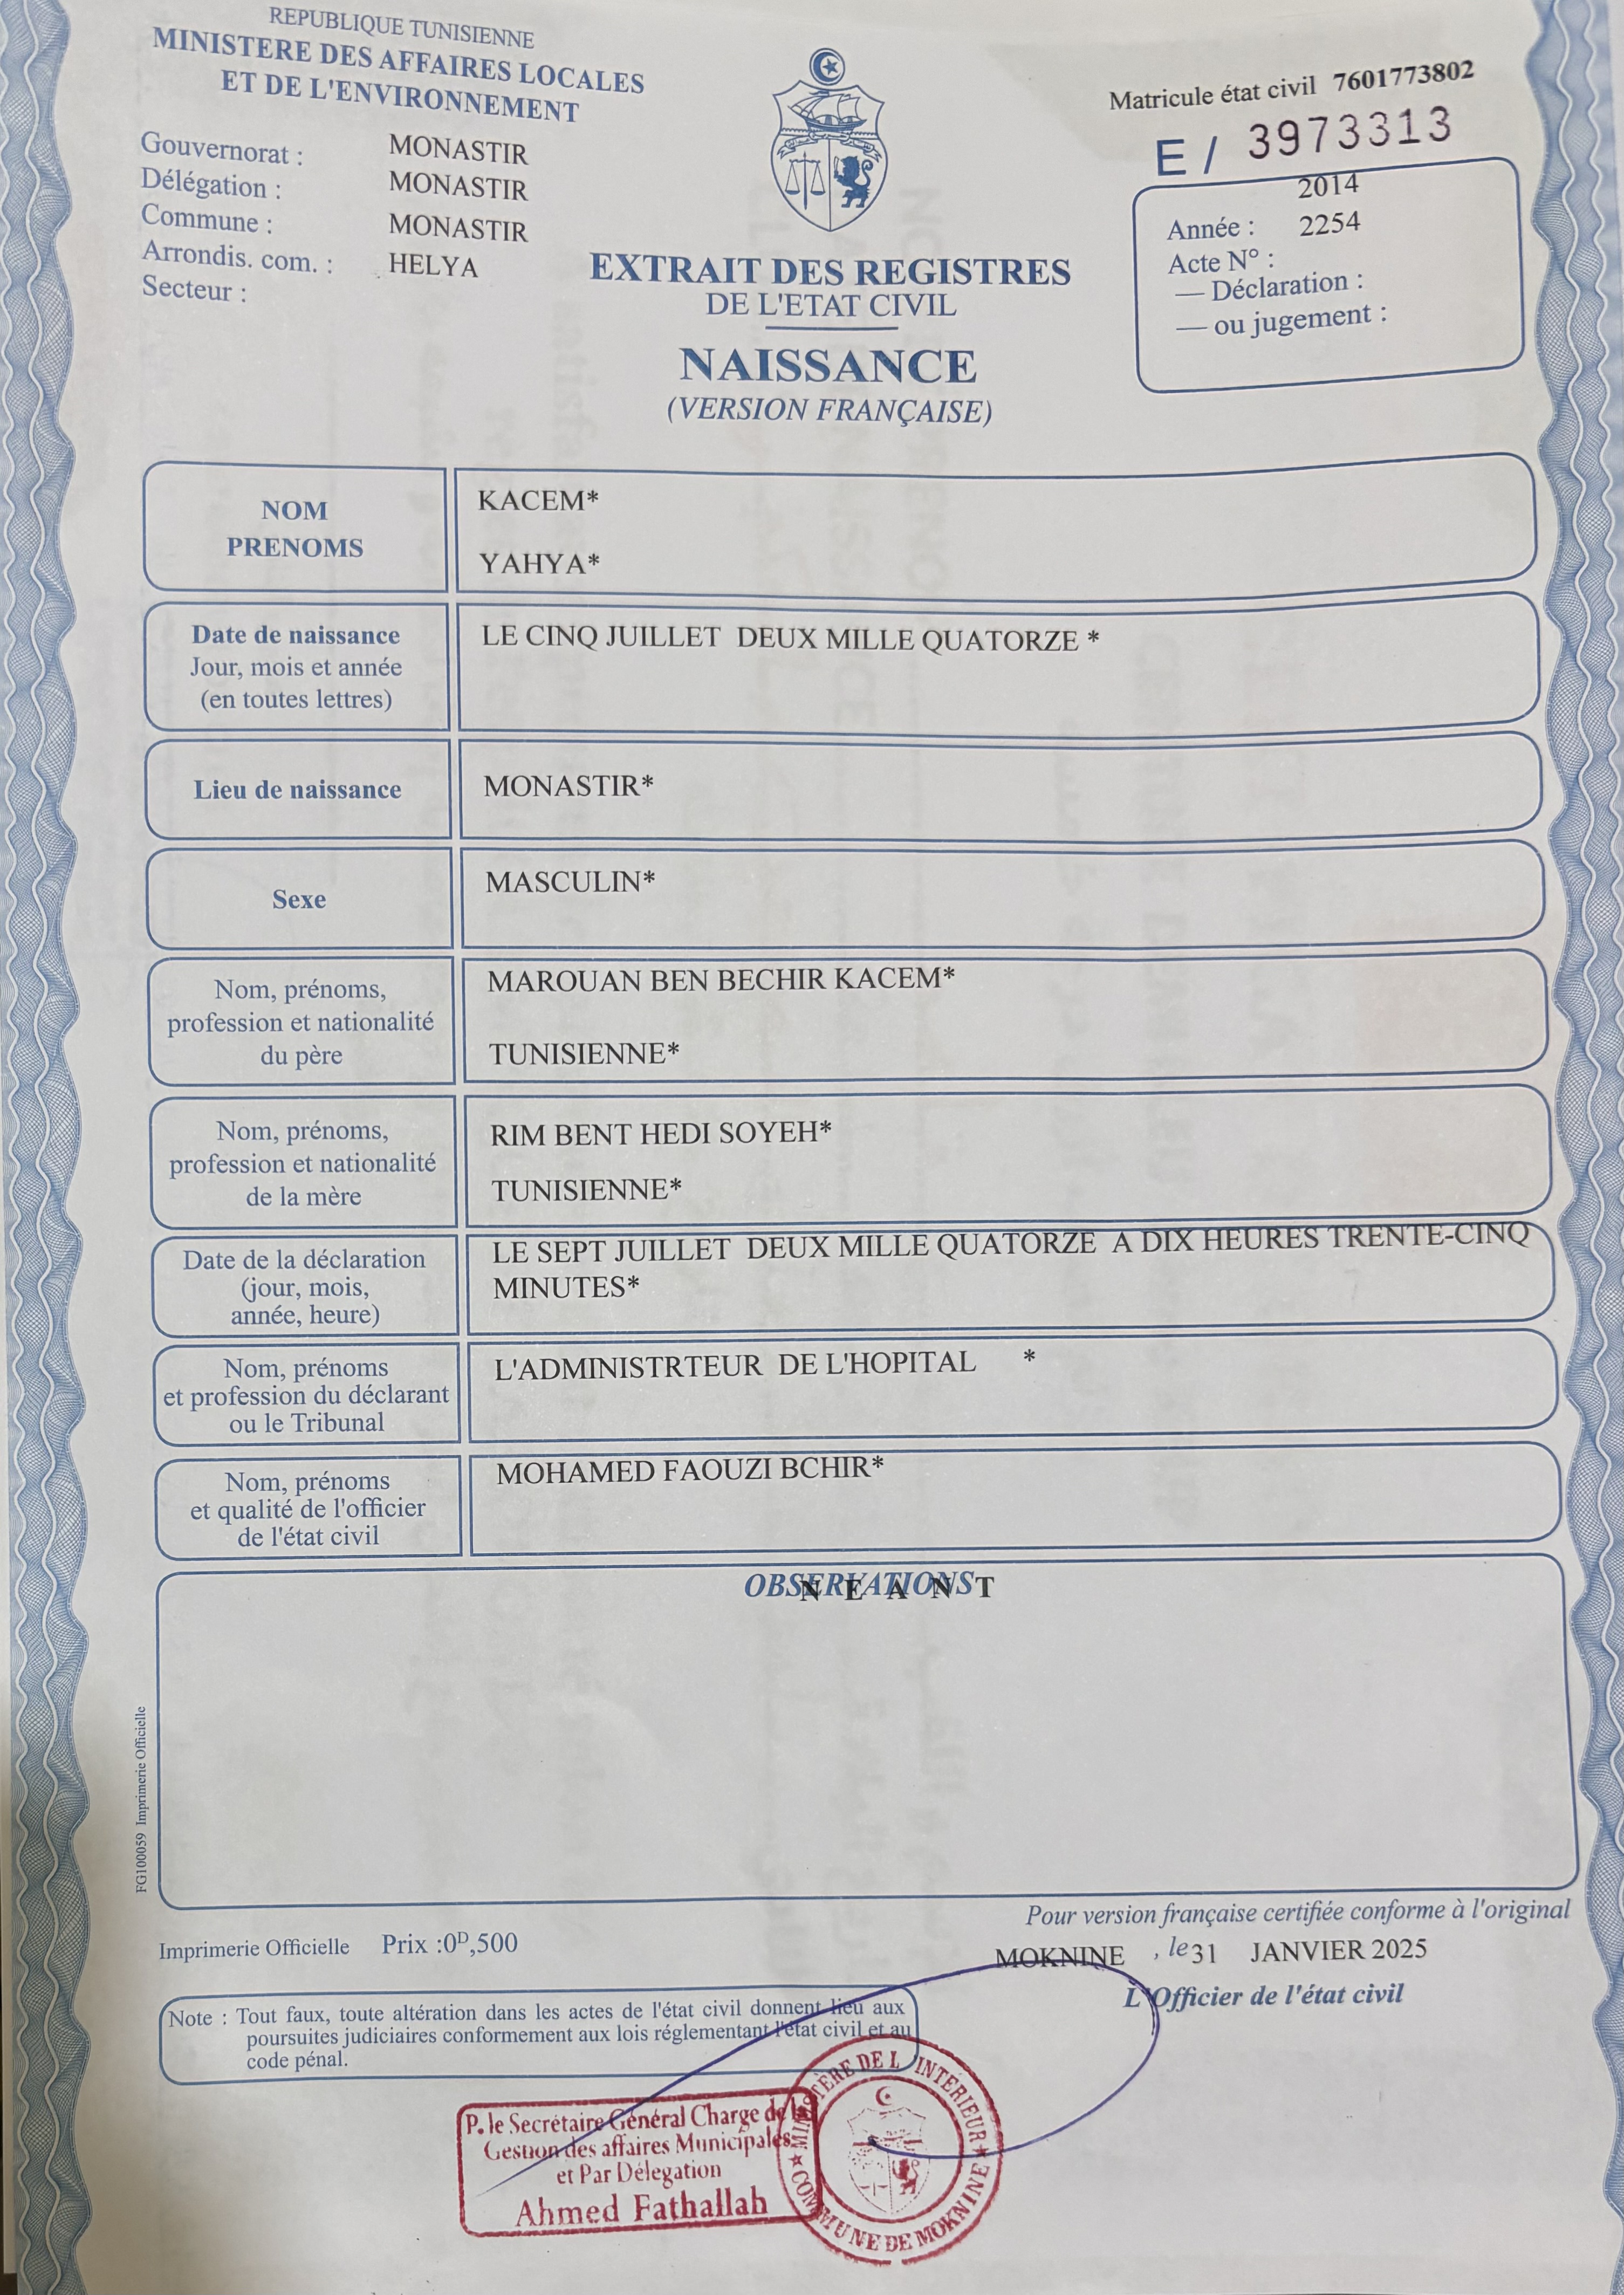 REPUBLIQUE TUNISIENNE
MINISTERE DES AFFAIRES LOCALES
ET DE L'ENVIRONNEMENT
Gouvernorat : MONASTIR
Délégation : MONASTIR
Commune : MONASTIR
Arrondis. com. : HELYA
Secteur :
Matricule état civil 7601773802
E / 3973313
2014
Année : 2254
Acte N° :
— Déclaration :
— ou jugement :
EXTRAIT DES REGISTRES
DE L'ETAT CIVIL
NAISSANCE
(VERSION FRANÇAISE)
NOM
PRENOMS
KACEM*
YAHYA*
Date de naissance
Jour, mois et année
(en toutes lettres)
LE CINQ JUILLET DEUX MILLE QUATORZE *
Lieu de naissance
MONASTIR*
Sexe
MASCULIN*
Nom, prénoms,
profession et nationalité
du père
MAROUAN BEN BECHIR KACEM*
TUNISIENNE*
Nom, prénoms,
profession et nationalité
de la mère
RIM BENT HEDI SOYEH*
TUNISIENNE*
Date de la déclaration
(jour, mois,
année, heure)
LE SEPT JUILLET DEUX MILLE QUATORZE A DIX HEURES TRENTE-CINQ
MINUTES*
Nom, prénoms
et profession du déclarant
ou le Tribunal
L'ADMINISTRTEUR DE L'HOPITAL *
Nom, prénoms
et qualité de l'officier
de l'état civil
MOHAMED FAOUZI BCHIR*
OBSERVATIONS
N E A N T
FG100059 Imprimerie Officielle
Pour version française certifiée conforme à l'original
Imprimerie Officielle Prix :0D,500
MOKNINE , le 31 JANVIER 2025
L'Officier de l'état civil
Note : Tout faux, toute altération dans les actes de l'état civil donnent lieu aux
poursuites judiciaires conformement aux lois réglementant l'état civil et au
code pénal.
P. le Secrétaire Général Charge de la
Gestion des affaires Municipales
et Par Délegation
Ahmed Fathallah
MINISTÈRE DE L INTÉRIEUR
COMMUNE DE MOKNINE